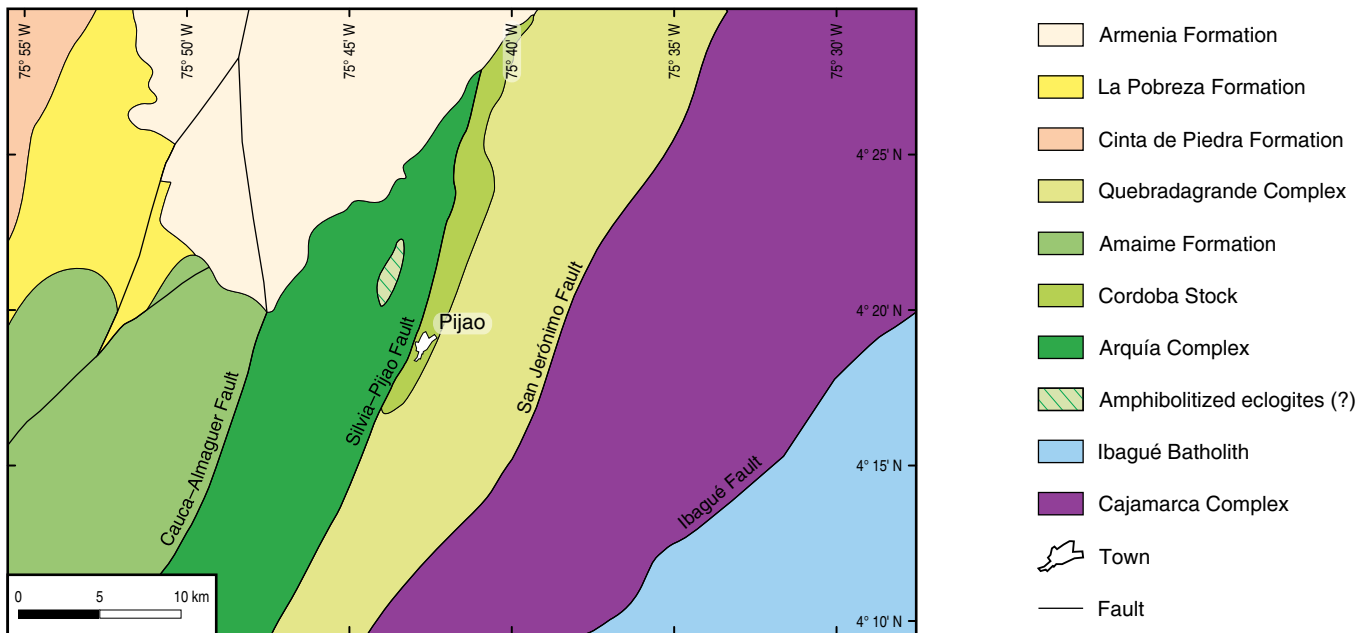 75° 55' W
75° 50' W
75° 45' W
75° 40' W
75° 35' W
75° 30' W
4° 25' N
4° 20' N
4° 15' N
4° 10' N
Pijao
Cauca–Almaguer Fault
Silvia–Pijao Fault
San Jerónimo Fault
Ibagué Fault
0 5 10 km
Armenia Formation
La Pobreza Formation
Cinta de Piedra Formation
Quebradagrande Complex
Amaime Formation
Cordoba Stock
Arquía Complex
Amphibolitized eclogites (?)
Ibagué Batholith
Cajamarca Complex
Town
Fault